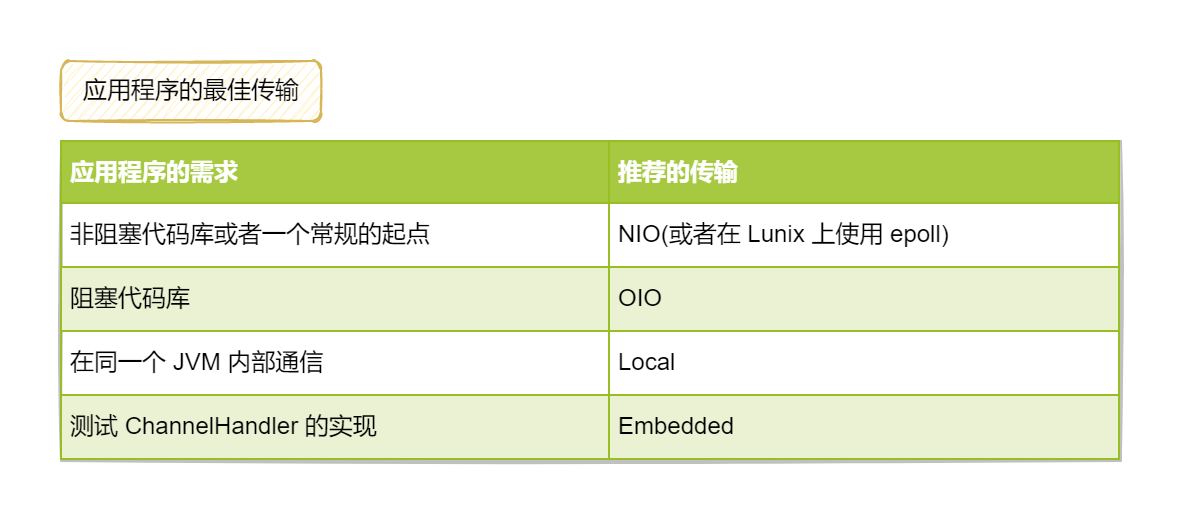 应用程序的最佳传输
应用程序的需求 推荐的传输
非阻塞代码库或者一个常规的起点 NIO(或者在 Lunix 上使用 epoll)
阻塞代码库 OIO
在同一个 JVM 内部通信 Local
测试 ChannelHandler 的实现 Embedded